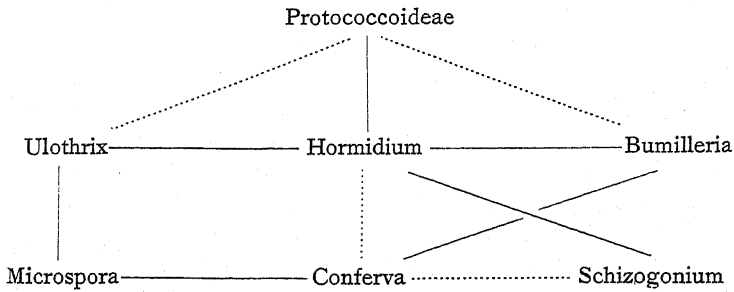 Protococcoideae
Ulothrix Hormidium Bumilleria
Microspora Conferva Schizogonium